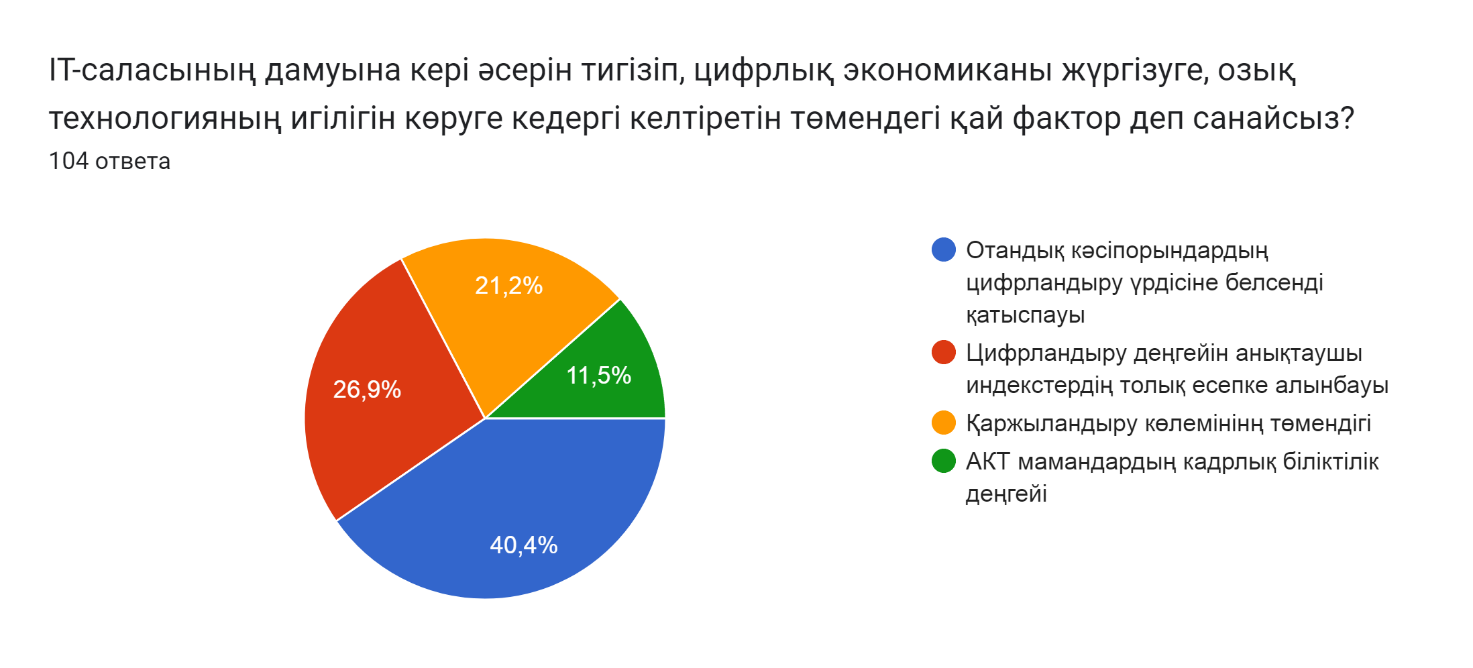 IT-саласының дамуына кері әсерін тигізіп, цифрлық экономиканы жүргізуге, озық
технологияның игілігін көруге кедергі келтіретін төмендегі қай фактор деп санайсыз?
104 ответа
21,2%
11,5%
26,9%
40,4%
Отандық кәсіпорындардың
цифрландыру үрдісіне белсенді
қатыспауы
Цифрландыру деңгейін анықтаушы
индекстердің толық есепке алынбауы
Қаржыландыру көлемінінң төмендігі
АКТ мамандардың кадрлық біліктілік
деңгейі